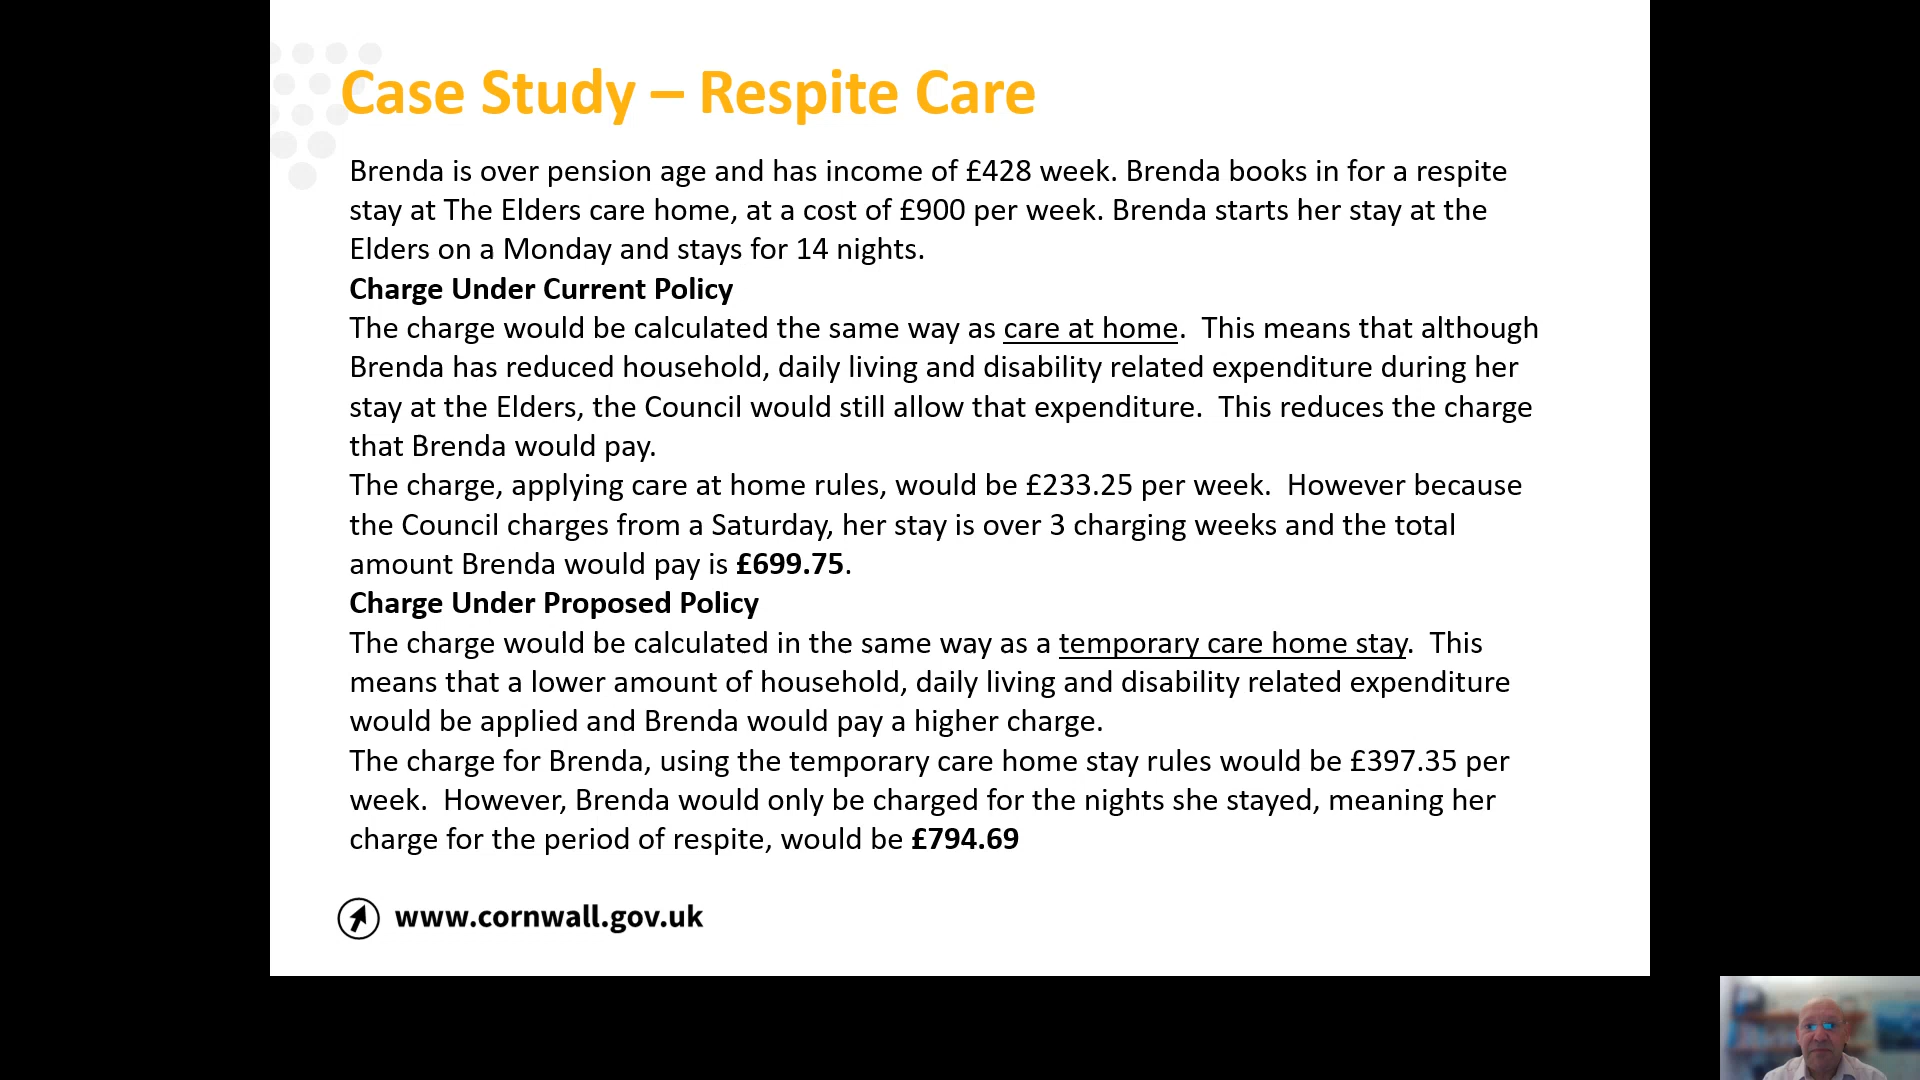 Case Study – Respite Care
Brenda is over pension age and has income of £428 week. Brenda books in for a respite
stay at The Elders care home, at a cost of £900 per week. Brenda starts her stay at the
Elders on a Monday and stays for 14 nights.
Charge Under Current Policy
The charge would be calculated the same way as care at home.  This means that although
Brenda has reduced household, daily living and disability related expenditure during her
stay at the Elders, the Council would still allow that expenditure.  This reduces the charge
that Brenda would pay.
The charge, applying care at home rules, would be £233.25 per week.  However because
the Council charges from a Saturday, her stay is over 3 charging weeks and the total
amount Brenda would pay is £699.75.
Charge Under Proposed Policy
The charge would be calculated in the same way as a temporary care home stay.  This
means that a lower amount of household, daily living and disability related expenditure
would be applied and Brenda would pay a higher charge.
The charge for Brenda, using the temporary care home stay rules would be £397.35 per
week.  However, Brenda would only be charged for the nights she stayed, meaning her
charge for the period of respite, would be £794.69
www.cornwall.gov.uk